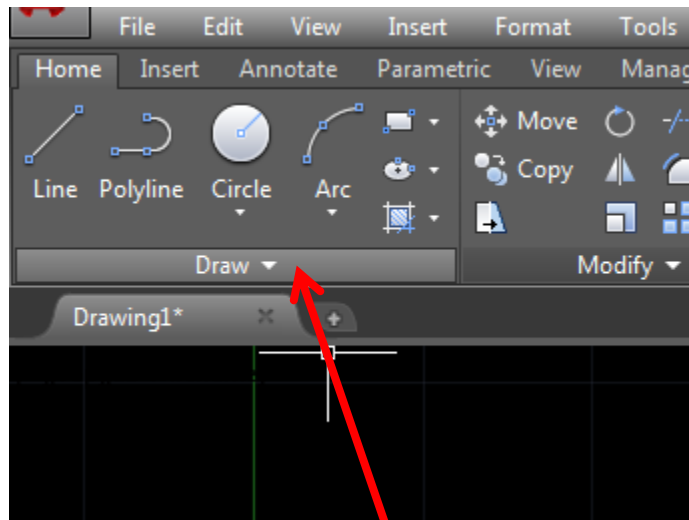 File Edit View Insert Format Tools
Home Insert Annotate Parametric View Manag
Line Polyline Circle Arc
Move
Copy
Draw Modify
Drawing1*